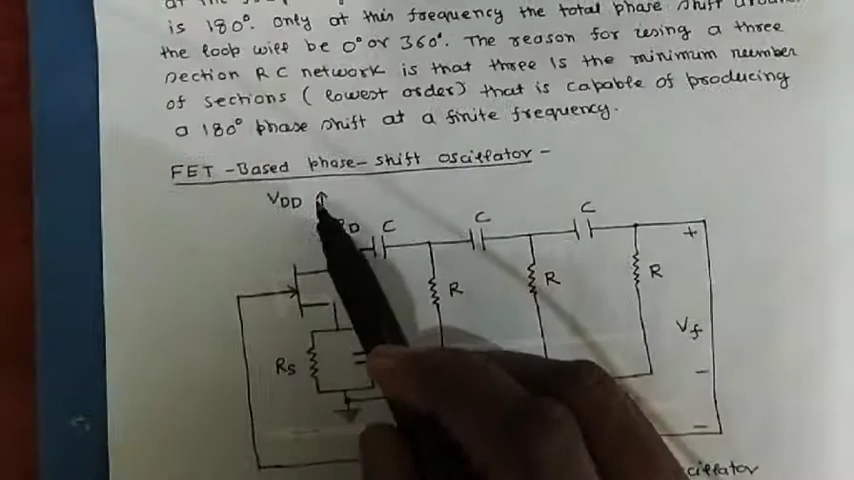 is 180°. only at this frequency the total phase shift
the loop will be 0° or 360°. The reason for using a three
section RC network is that three is the minimum number
of sections (lowest order) that is capable of producing
a 180° phase shift at a finite frequency.
FET-Based phase-shift oscillator-
VDD
D C C C
+
R R R
Vf
Rs
-
-
cillator